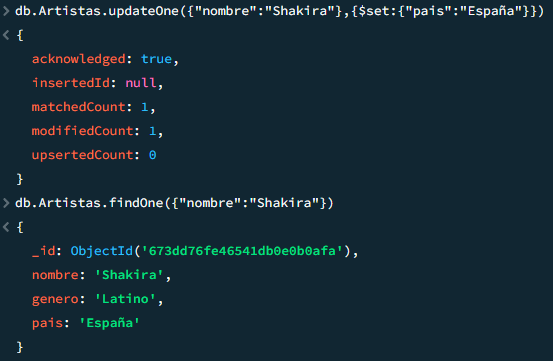 > db.Artistas.updateOne({"nombre":"Shakira"},{$set:{"pais":"España"}})
< {
acknowledged: true,
insertedId: null,
matchedCount: 1,
modifiedCount: 1,
upsertedCount: 0
}
> db.Artistas.findOne({"nombre":"Shakira"})
< {
_id: ObjectId('673dd76fe46541db0e0b0afa'),
nombre: 'Shakira',
genero: 'Latino',
pais: 'España'
}